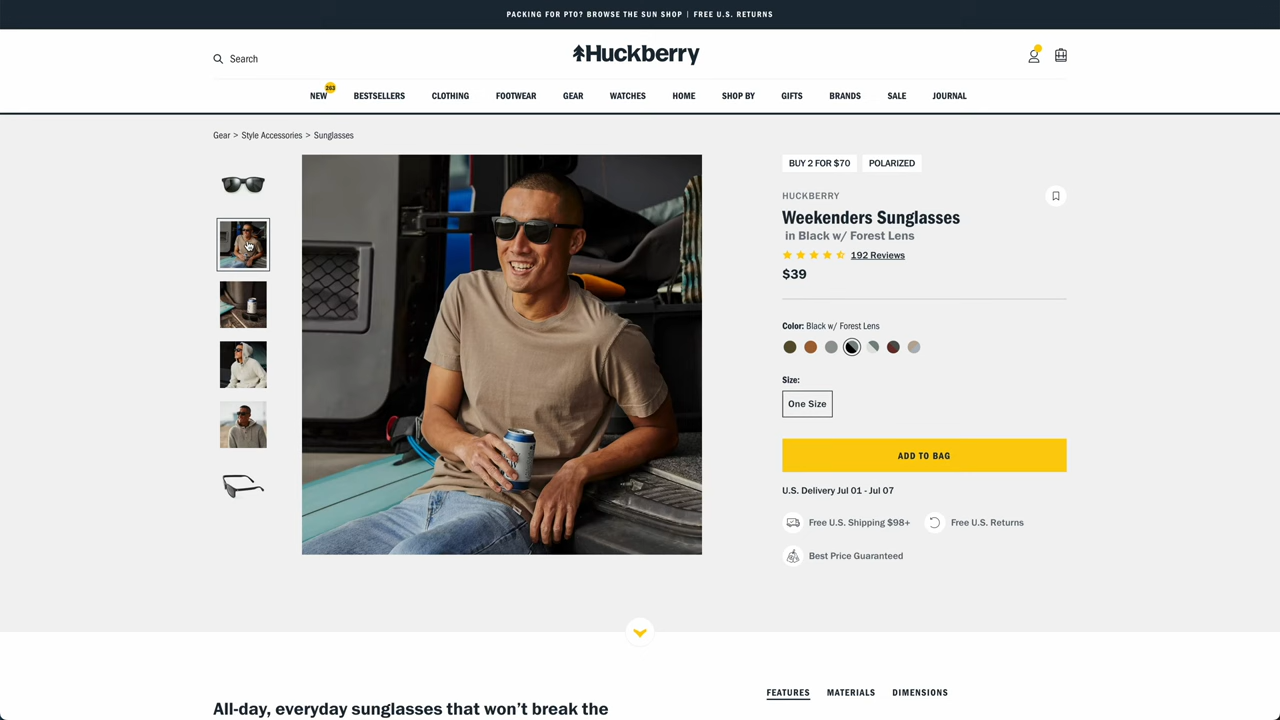 PACKING FOR PTO? BROWSE THE SUN SHOP | FREE U.S. RETURNS
Search
Huckberry
NEW 263 BESTSELLERS CLOTHING FOOTWEAR GEAR WATCHES HOME SHOP BY GIFTS BRANDS SALE JOURNAL
Gear > Style Accessories > Sunglasses
BUY 2 FOR $70 POLARIZED
HUCKBERRY
Weekenders Sunglasses
in Black w/ Forest Lens
192 Reviews
$39
Color: Black w/ Forest Lens
Size:
One Size
ADD TO BAG
U.S. Delivery Jul 01 - Jul 07
Free U.S. Shipping $98+ Free U.S. Returns
Best Price Guaranteed
FEATURES MATERIALS DIMENSIONS
All-day, everyday sunglasses that won’t break the